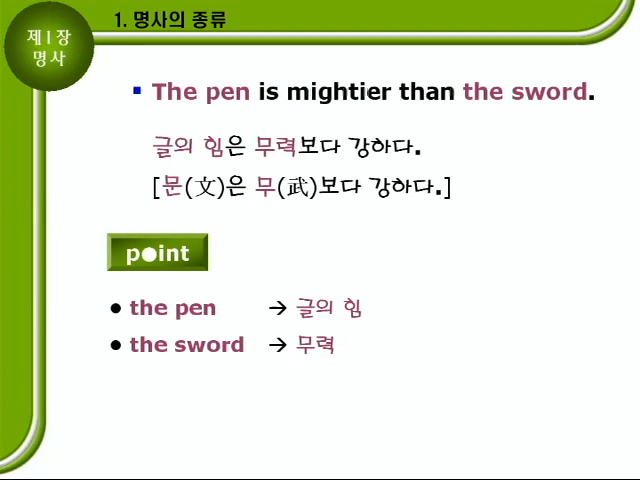 제1장
명사
1. 명사의 종류
▪ The pen is mightier than the sword.
글의 힘은 무력보다 강하다.
[문(文)은 무(武)보다 강하다.]
point
● the pen → 글의 힘
● the sword → 무력